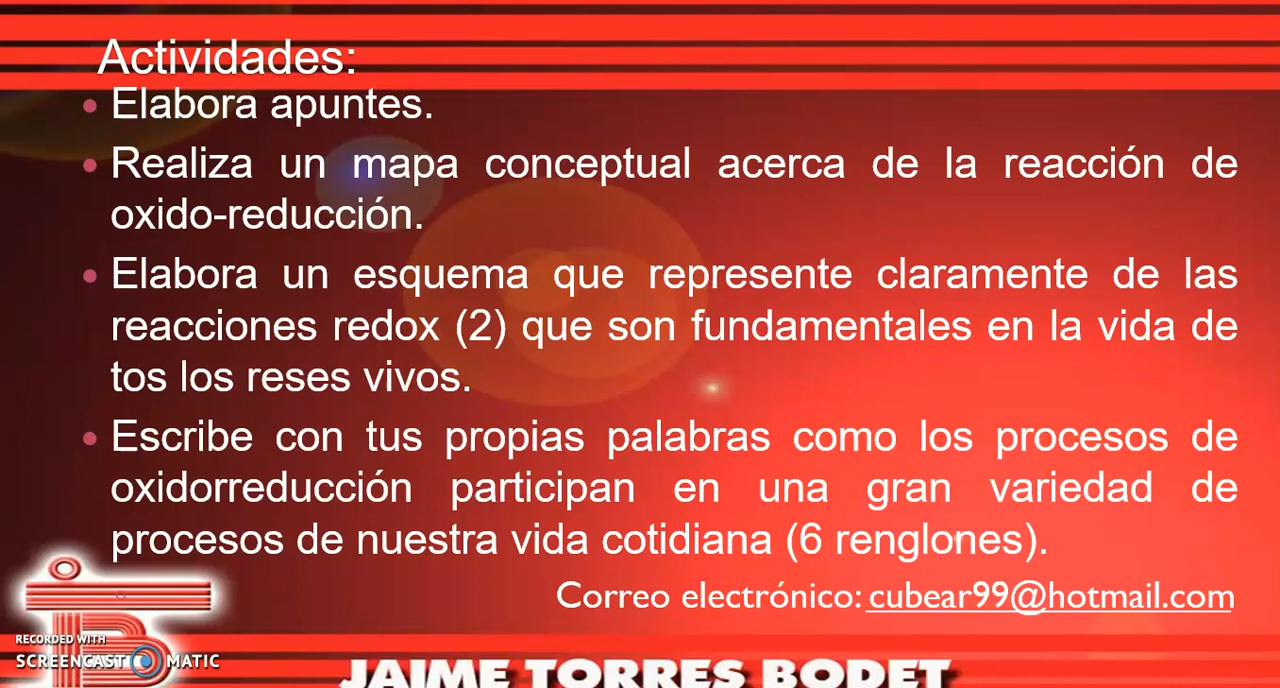 Actividades:
• Elabora apuntes.
• Realiza un mapa conceptual acerca de la reacción de
oxido-reducción.
• Elabora un esquema que represente claramente de las
reacciones redox (2) que son fundamentales en la vida de
tos los reses vivos.
• Escribe con tus propias palabras como los procesos de
oxidorreducción participan en una gran variedad de
procesos de nuestra vida cotidiana (6 renglones).
Correo electrónico: cubear99@hotmail.com
RECORDED WITH
SCREENCAST MATIC
JAIME TORRES BODET